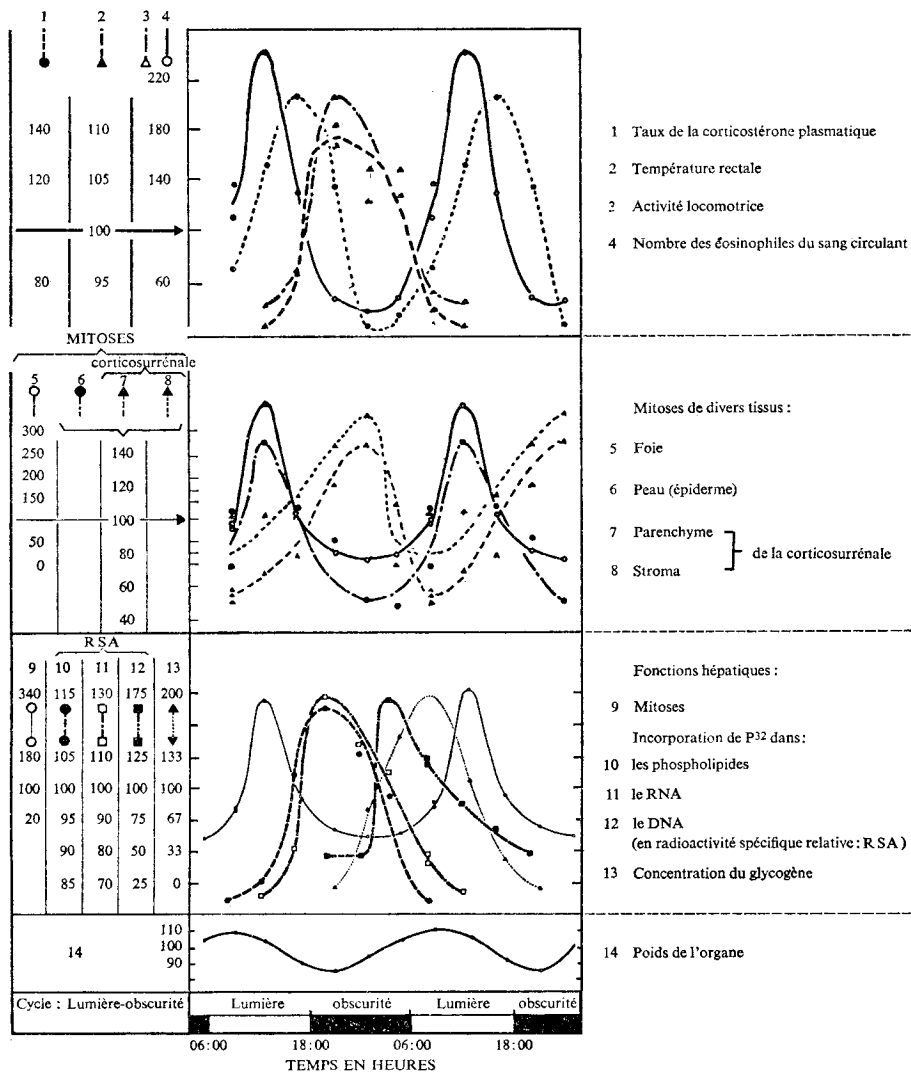 1 2 3 4
220
140 110 180
120 105 140
100
80 95 60
1 Taux de la corticostérone plasmatique
2 Température rectale
2 Activité locomotrice
4 Nombre des éosinophiles du sang circulant
MITOSES
corticosurrénale
5 6 7 8
300
250 140
200
150 120
100
50 80
0
60
40
Mitoses de divers tissus :
5 Foie
6 Peau (épiderme)
7 Parenchyme
de la corticosurrénale
8 Stroma
RSA
9 10 11 12 13
340 115 130 175 200
180 105 110 125 133
100 100 100 100 100
20 95 90 75 67
90 80 50 33
85 70 25 0
Fonctions hépatiques :
9 Mitoses
Incorporation de P32 dans:
10 les phospholipides
11 le RNA
12 le DNA
(en radioactivité spécifique relative: RSA)
13 Concentration du glycogène
110
14 100
90
14 Poids de l'organe
Cycle : Lumière-obscurité Lumière obscurité Lumière obscurité
06:00 18:00 06:00 18:00
TEMPS EN HEURES